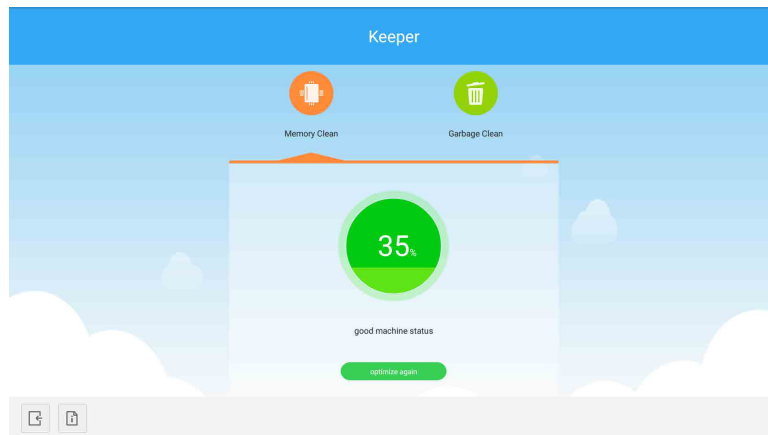 Keeper
Memory Clean
Garbage Clean
35%
good machine status
optimize again